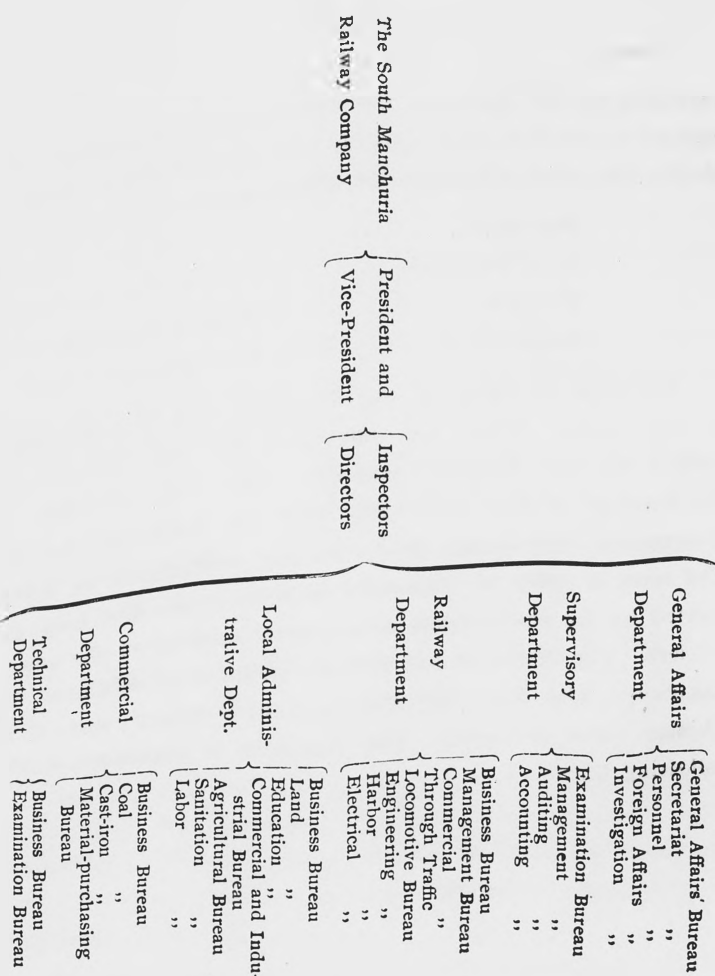 The South Manchuria
Railway Company
President and
Vice-President
Inspectors
Directors
General Affairs
Department
General Affairs' Bureau
Secretariat „
Personnel „
Foreign Affairs „
Investigation „
Supervisory
Department
Examination Bureau
Management „
Auditing „
Accounting „
Railway
Department
Business Bureau
Management Bureau
Commercial „
Through Traffic „
Locomotive Bureau
Engineering „
Harbor „
Electrical „
Local Adminis-
trative Dept.
Business Bureau
Land „
Education „
Commercial and Indu-
strial Bureau
Agricultural Bureau
Sanitation „
Labor „
Commercial
Department
Business Bureau
Coal „
Cast-iron „
Material-purchasing
Bureau
Technical
Department
Business Bureau
Examination Bureau